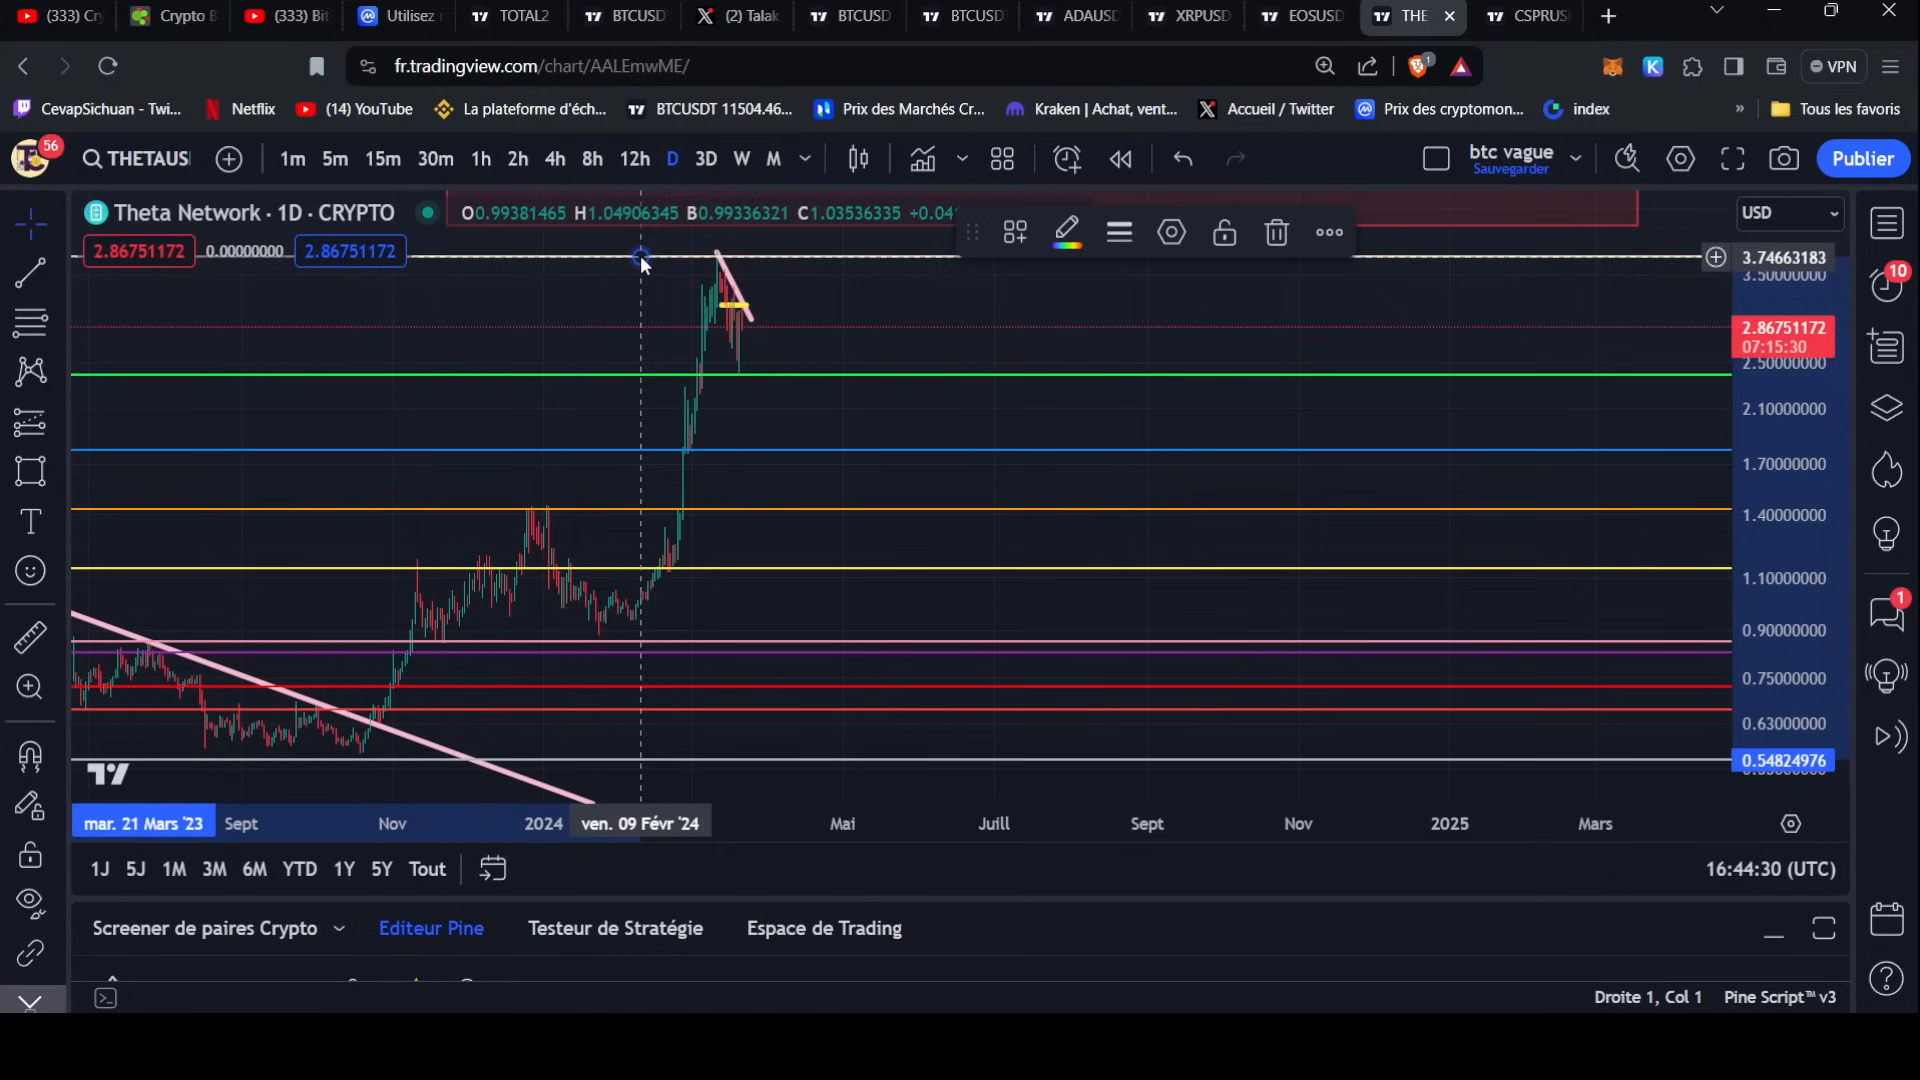 (333) Cr
Crypto B
(333) Bit
Utilisez
TOTAL2
BTCUSD
(2) Talak
BTCUSD
BTCUSD
ADAUSD
XRPUSD
EOSUSD
THE
CSPRUS
fr.tradingview.com/chart/AALEmwME/
1
VPN
CevapSichuan - Twi...
Netflix
(14) YouTube
La plateforme d'éch...
BTCUSDT 11504.46...
Prix des Marchés Cr...
Kraken | Achat, vent...
Accueil / Twitter
Prix des cryptomon...
index
»
Tous les favoris
56
THETAUS
1m 5m 15m 30m 1h 2h 4h 8h 12h D 3D W M
btc vague
Sauvegarder
Publier
Theta Network · 1D · CRYPTO
O0.99381465 H1.04906345 B0.99336321 C1.03536335 +0.04
USD
2.86751172 0.00000000 2.86751172
3.74663183
3.50000000
10
2.86751172
07:15:30
2.50000000
2.10000000
1.70000000
1.40000000
1.10000000
1
0.90000000
0.75000000
0.63000000
0.54824976
mar. 21 Mars '23 Sept Nov 2024 ven. 09 Févr '24 Mai Juill Sept Nov 2025 Mars
1J 5J 1M 3M 6M YTD 1Y 5Y Tout
16:44:30 (UTC)
Screener de paires Crypto Editeur Pine Testeur de Stratégie Espace de Trading
Droite 1, Col 1 Pine Script™ v3